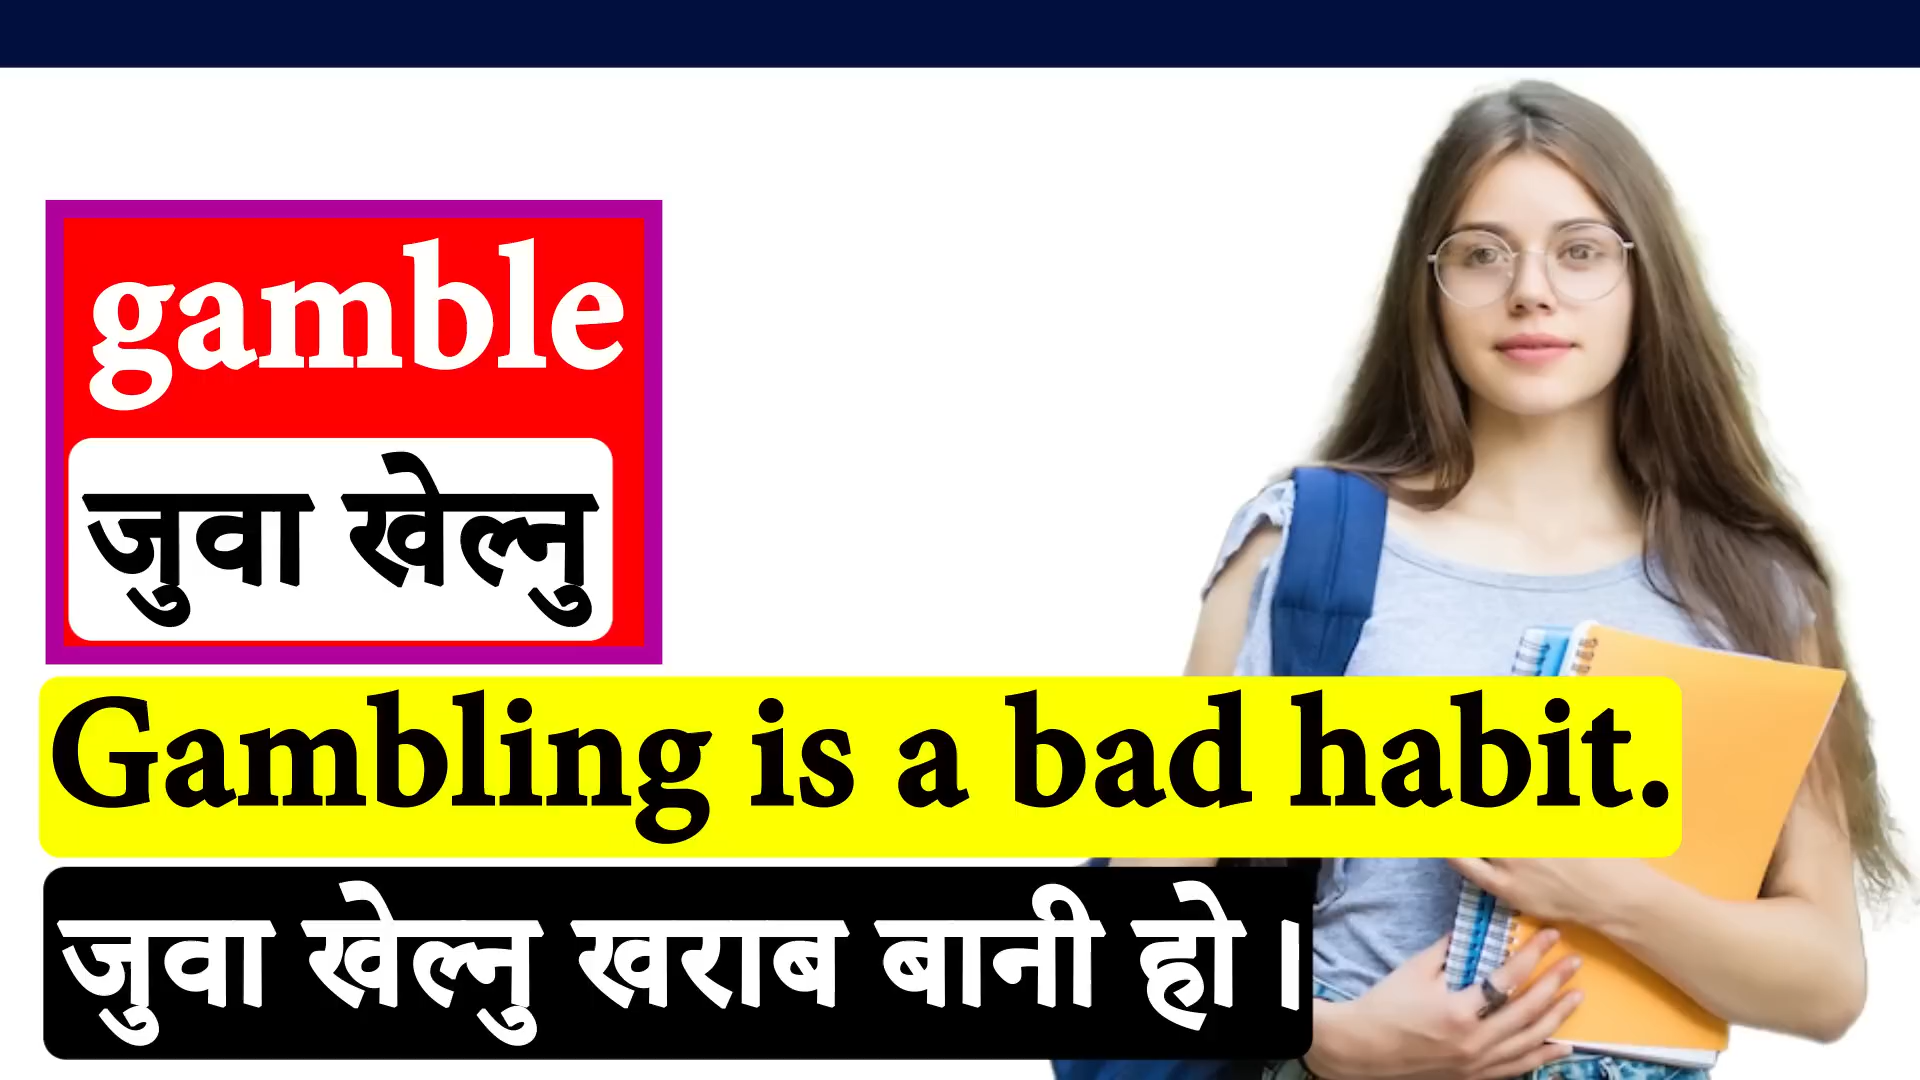 gamble
जुवा खेल्नु
Gambling is a bad habit.
जुवा खेल्नु खराब बानी हो ।